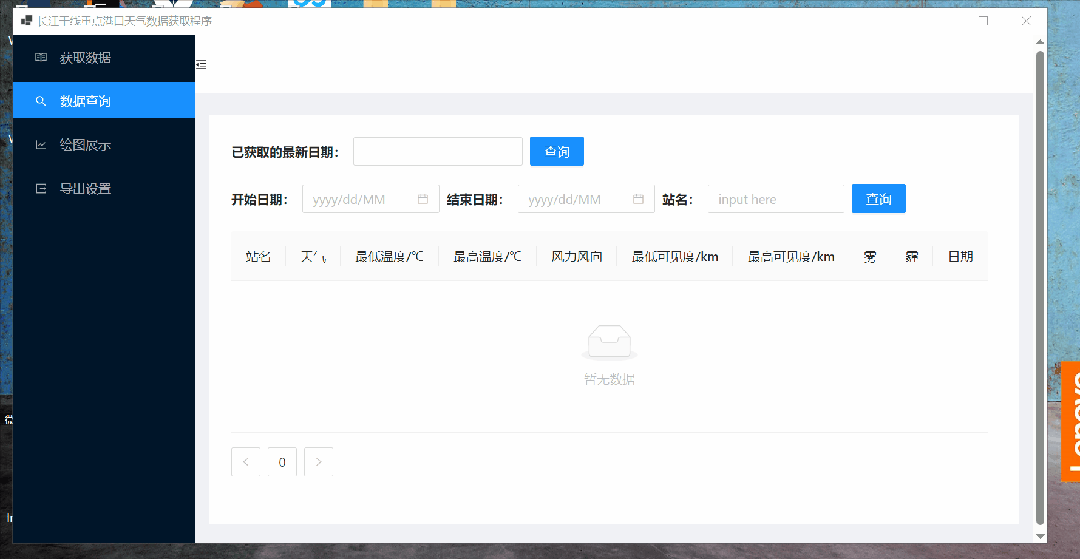 长江干线重点港口天气数据获取程序
获取数据
数据查询
绘图展示
导出设置
已获取的最新日期： 查询
开始日期： yyyy/dd/MM 结束日期： yyyy/dd/MM 站名： input here 查询
站名 天气 最低温度/℃ 最高温度/℃ 风力风向 最低可见度/km 最高可见度/km 雾 霾 日期
暂无数据
0